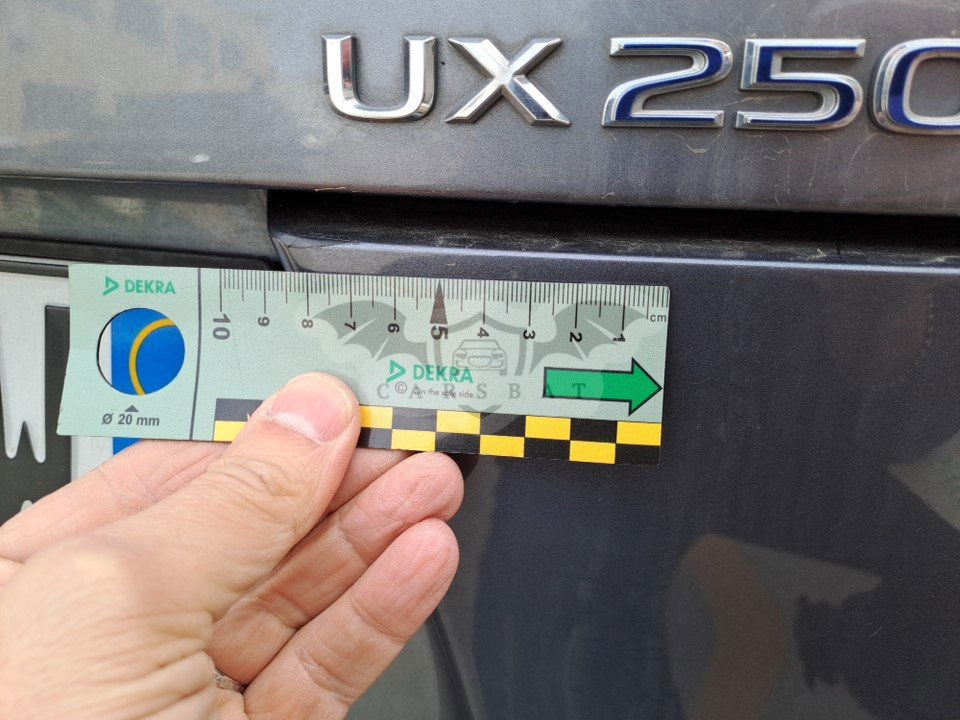 UX 250
DEKRA
10 9 8 7 6 5 4 3 2 1 cm
DEKRA
© On the safe side.
CARSBAT
Ø 20 mm